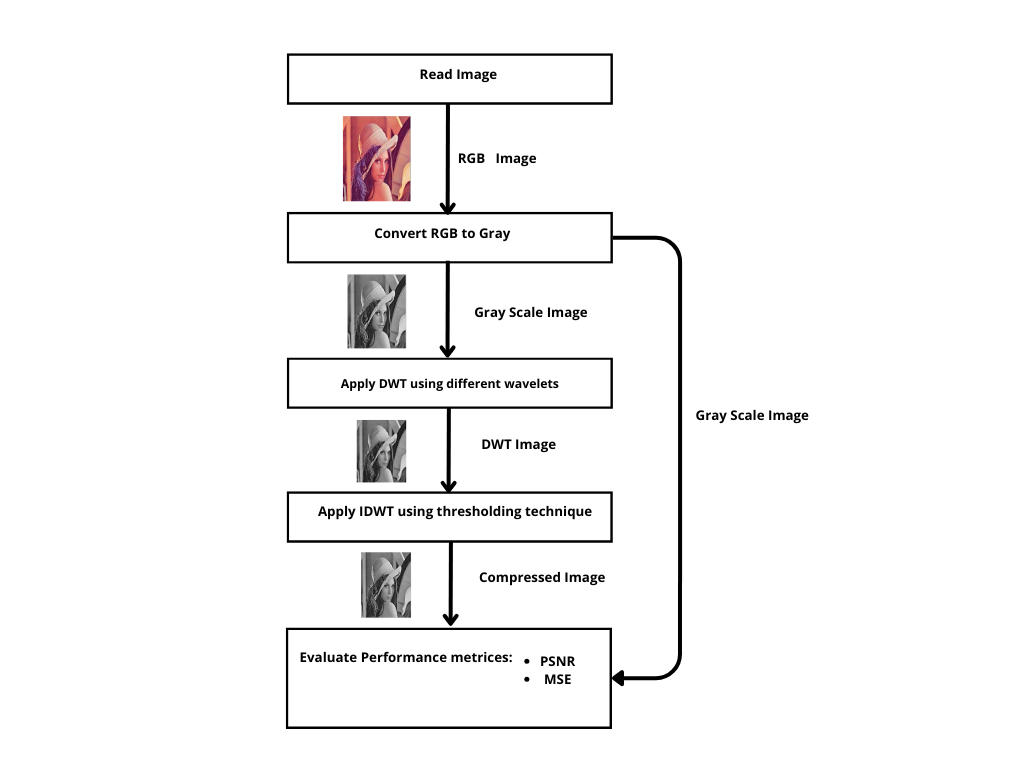 Read Image
RGB Image
Convert RGB to Gray
Gray Scale Image
Apply DWT using different wavelets
Gray Scale Image
DWT Image
Apply IDWT using thresholding technique
Compressed Image
Evaluate Performance metrices:
• PSNR
• MSE